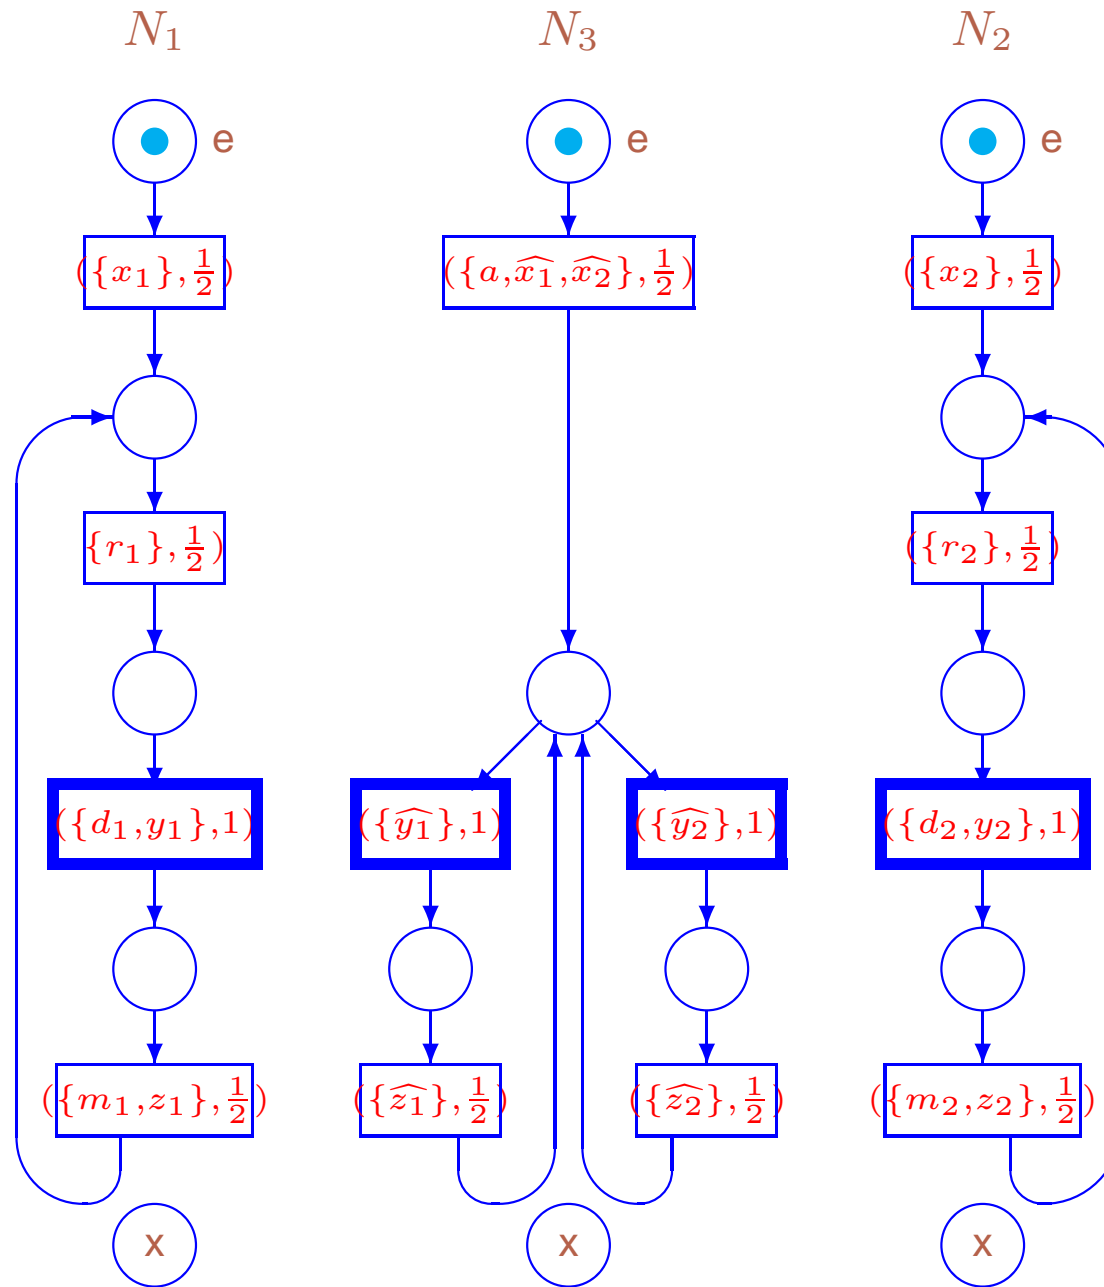 N₁ N₃ N₂
e e e
({x₁}, 1/2) ({a, x̂₁, x̂₂}, 1/2) ({x₂}, 1/2)
{r₁}, 1/2) ({r₂}, 1/2)
({d₁, y₁}, 1) ({ŷ₁}, 1) ({ŷ₂}, 1) ({d₂, y₂}, 1)
({m₁, z₁}, 1/2) ({ẑ₁}, 1/2) ({ẑ₂}, 1/2) ({m₂, z₂}, 1/2)
x x x